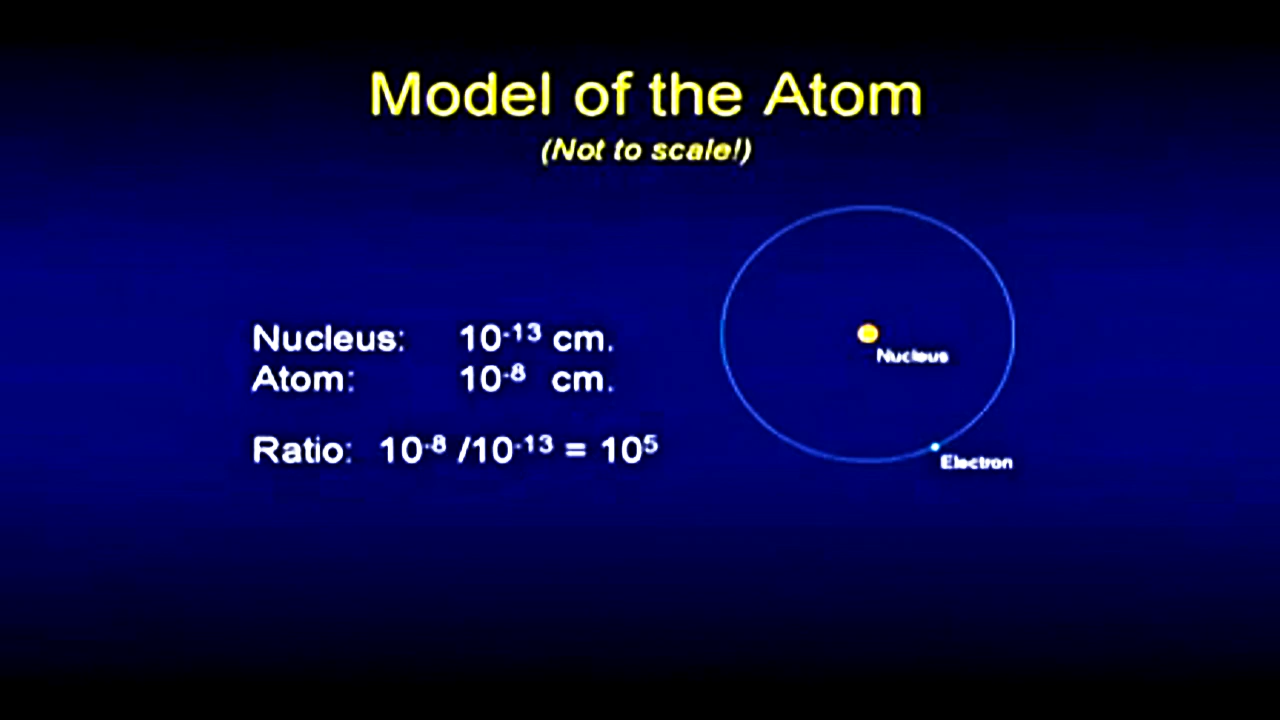 Model of the Atom
(Not to scale!)
Nucleus: 10⁻¹³ cm.
Atom: 10⁻⁸ cm.
Ratio: 10⁻⁸ /10⁻¹³ = 10⁵
Nucleus
Electron